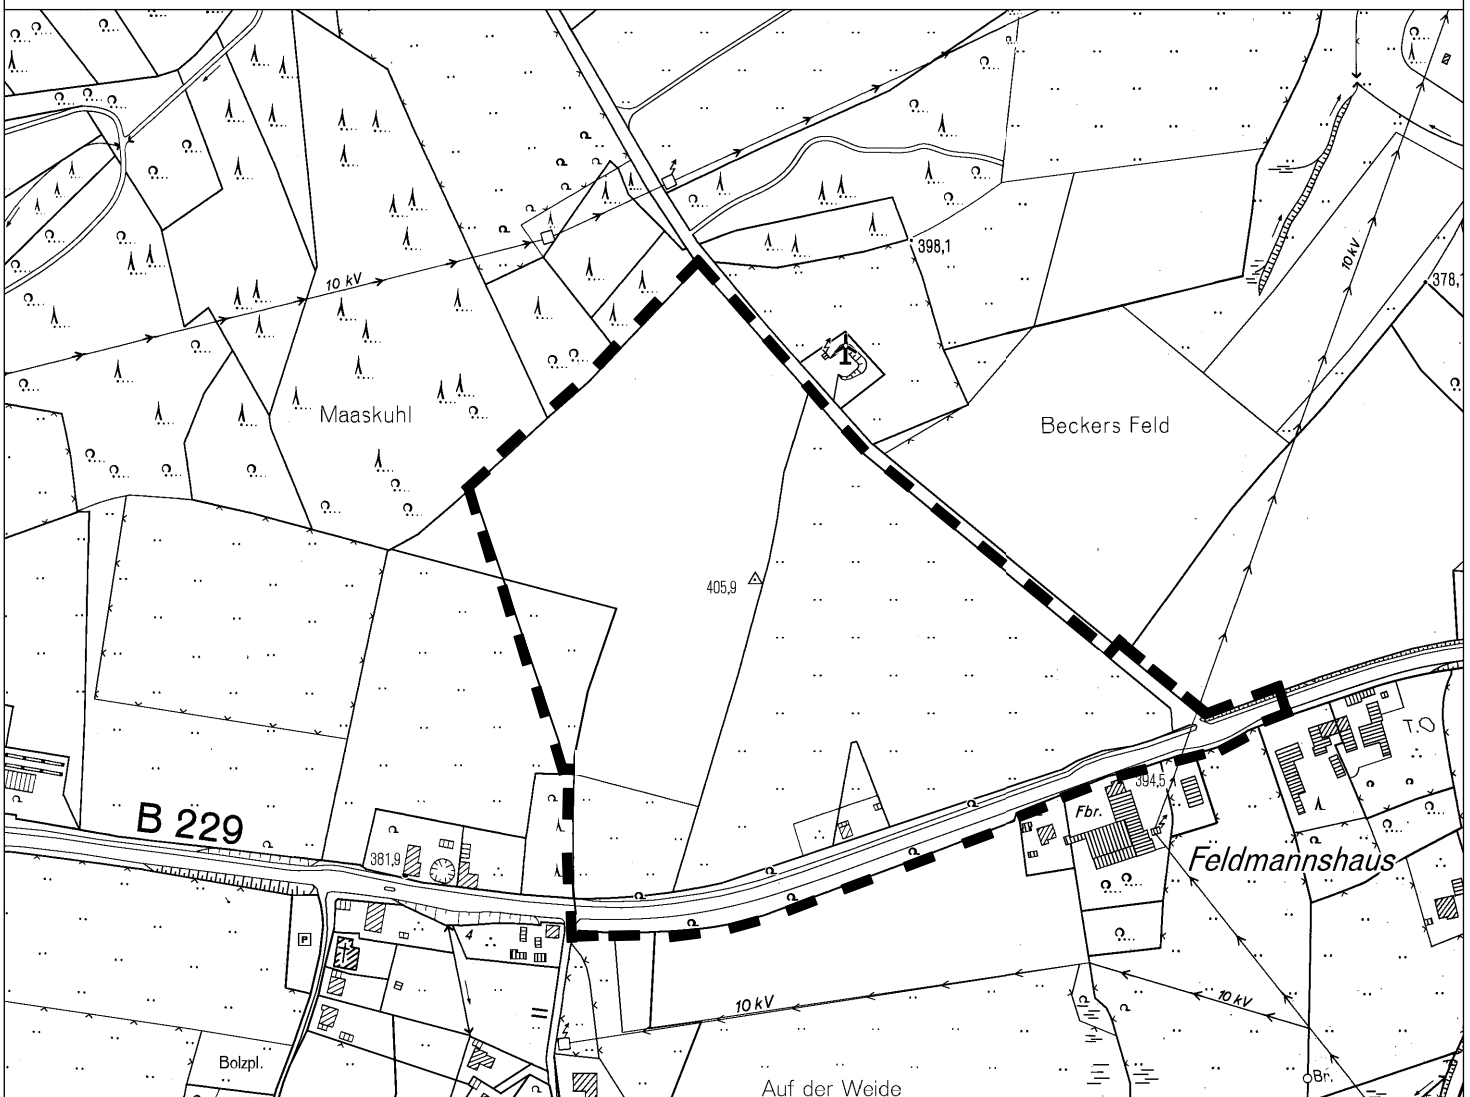 398,1
10 kV
378,
10 kV
Maaskuhl
Beckers Feld
405,9
T.O
394,5
Fbr.
B 229
381,9
Feldmannshaus
P
4
10 kV
10 kV
Bolzpl.
Auf der Weide
Br.